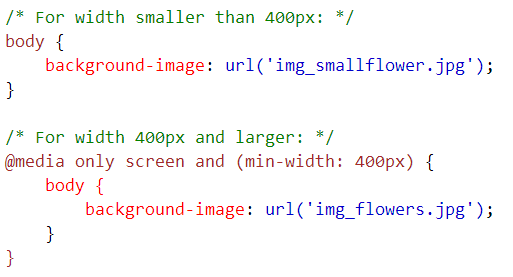 /* For width smaller than 400px: */
body {
    background-image: url('img_smallflower.jpg');
}

/* For width 400px and larger: */
@media only screen and (min-width: 400px) {
    body {
        background-image: url('img_flowers.jpg');
    }
}